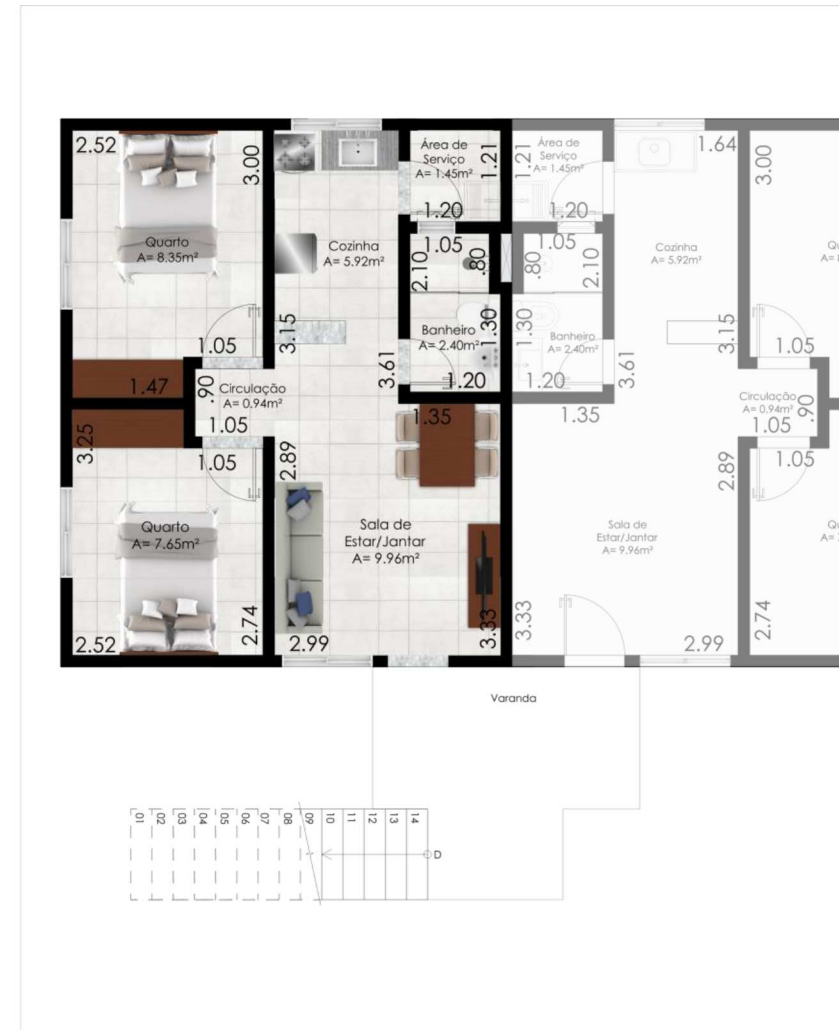 2.52
3.00
Quarto
A= 8.35m²
1.05
1.47
Área de
Serviço
A= 1.45m²
1.21
1.20
Cozinha
A= 5.92m²
3.15
1.05
.80
2.10
Banheiro
A= 2.40m²
1.30
1.20
3.61
Circulação
A= 0.94m²
.90
1.05
1.35
3.25
1.05
2.89
Quarto
A= 7.65m²
2.52
2.74
Sala de
Estar/Jantar
A= 9.96m²
2.99
3.33
1.21
Área de
Serviço
A= 1.45m²
1.20
1.64
3.00
1.05
.80
2.10
Cozinha
A= 5.92m²
1.30
Banheiro
A= 2.40m²
1.20
3.61
3.15
1.05
1.35
Circulação
A= 0.94m²
.90
1.05
1.05
2.89
Sala de
Estar/Jantar
A= 9.96m²
3.33
2.99
2.74
Varanda
01 02 03 04 05 06 07 08 09 10 11 12 13 14
D